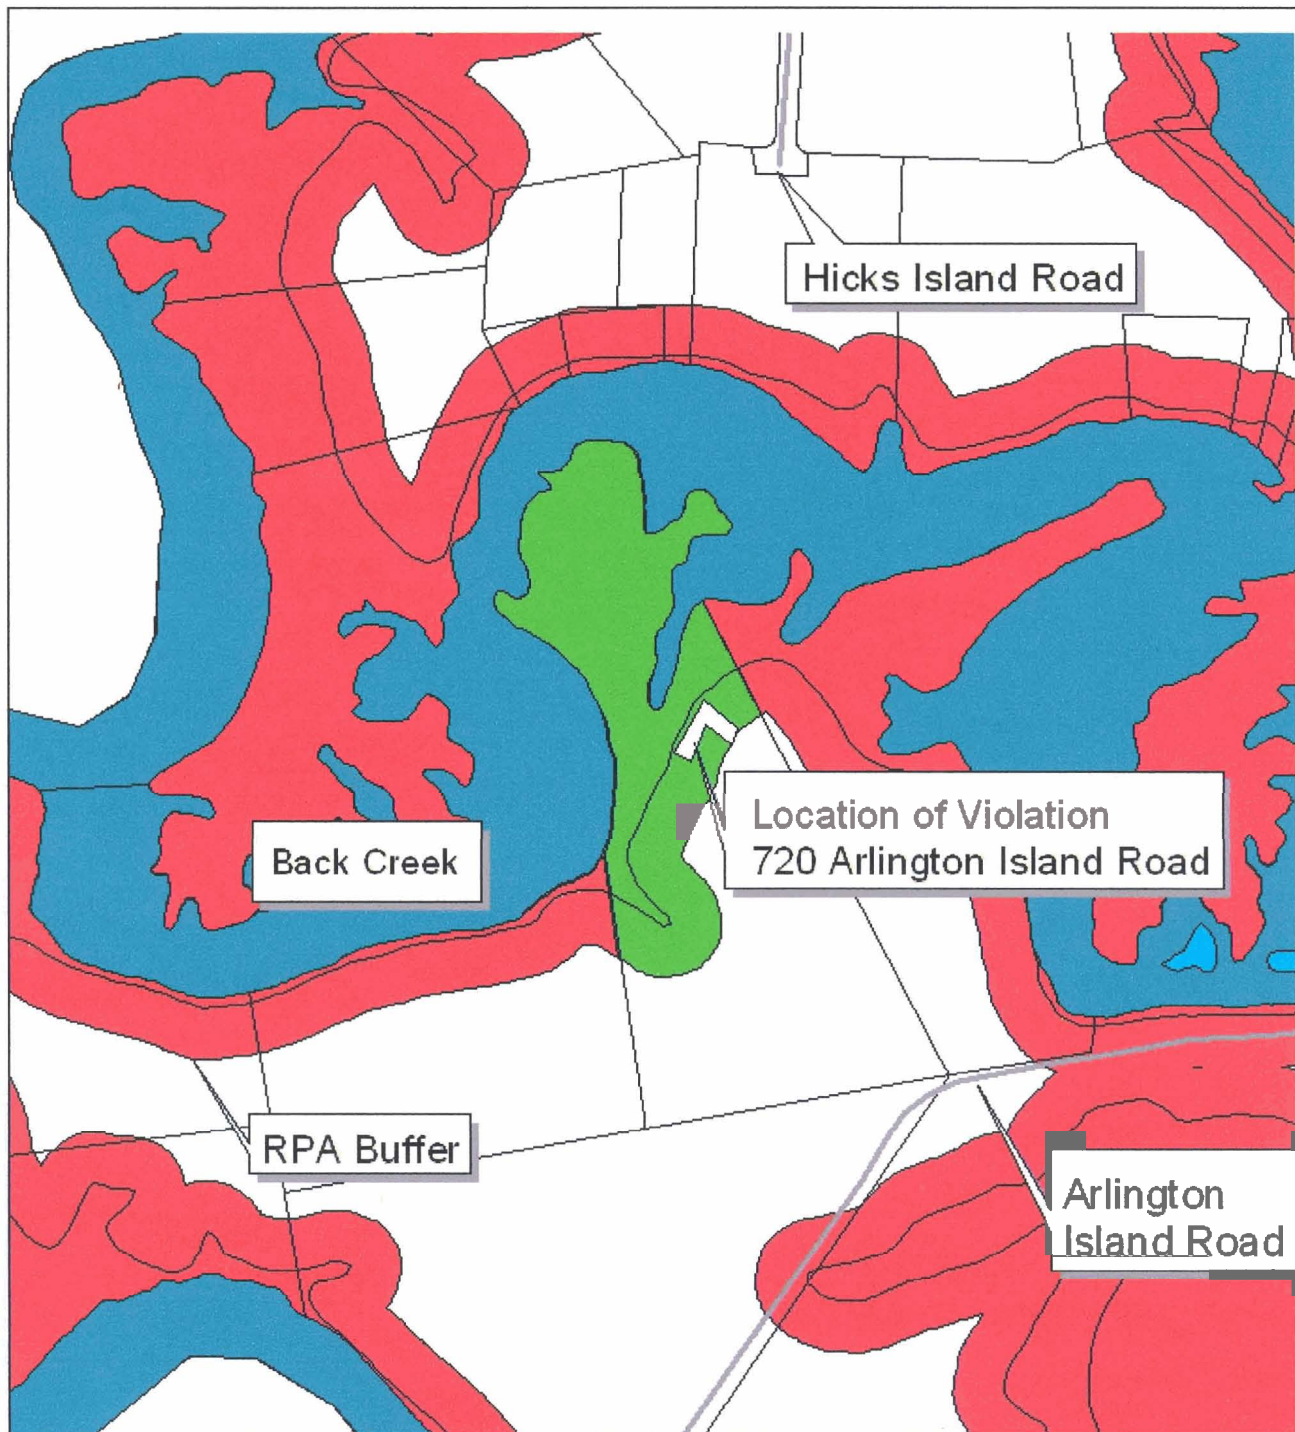 Hicks Island Road
Location of Violation
720 Arlington Island Road
Back Creek
RPA Buffer
Arlington
Island Road